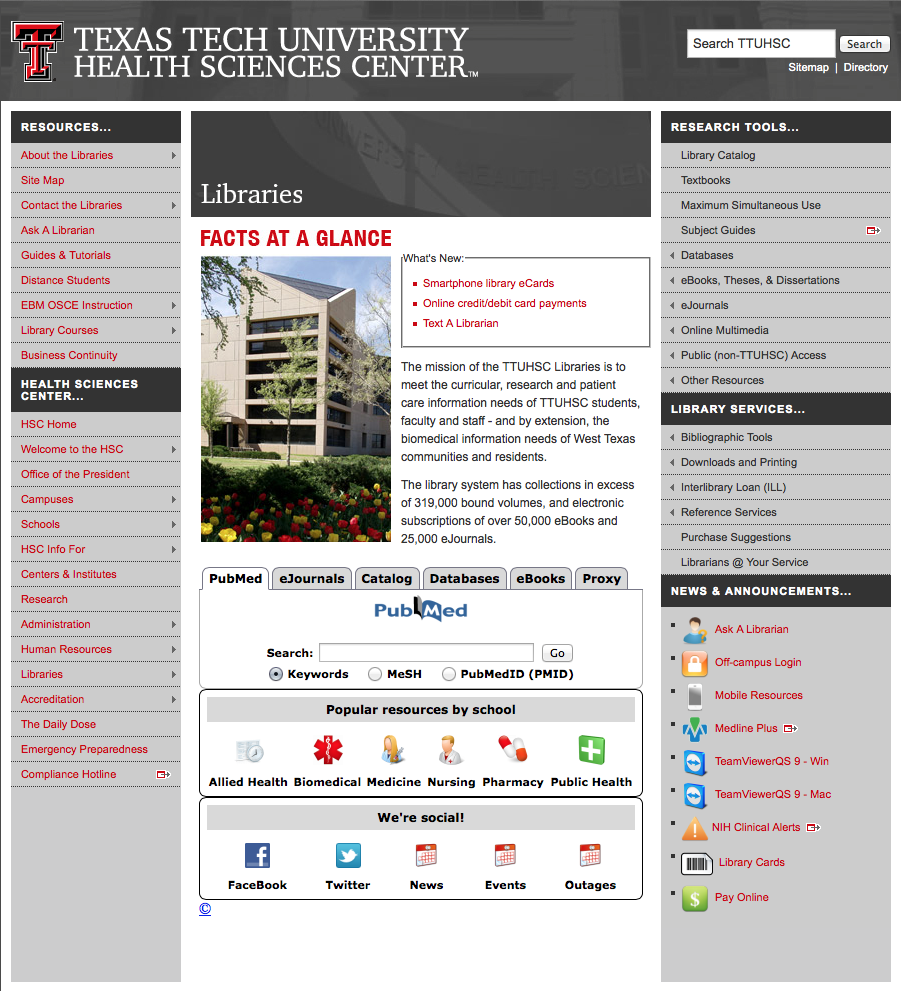 TEXAS TECH UNIVERSITY
HEALTH SCIENCES CENTER™
Search TTUHSC
Search
Sitemap | Directory
RESOURCES...
About the Libraries
Site Map
Contact the Libraries
Ask A Librarian
Guides & Tutorials
Distance Students
EBM OSCE Instruction
Library Courses
Business Continuity
HEALTH SCIENCES
CENTER...
HSC Home
Welcome to the HSC
Office of the President
Campuses
Schools
HSC Info For
Centers & Institutes
Research
Administration
Human Resources
Libraries
Accreditation
The Daily Dose
Emergency Preparedness
Compliance Hotline
Libraries
FACTS AT A GLANCE
What's New:
Smartphone library eCards
Online credit/debit card payments
Text A Librarian
The mission of the TTUHSC Libraries is to
meet the curricular, research and patient
care information needs of TTUHSC students,
faculty and staff - and by extension, the
biomedical information needs of West Texas
communities and residents.
The library system has collections in excess
of 319,000 bound volumes, and electronic
subscriptions of over 50,000 eBooks and
25,000 eJournals.
PubMed eJournals Catalog Databases eBooks Proxy
PubMed
Search: Go
Keywords MeSH PubMedID (PMID)
Popular resources by school
Allied Health Biomedical Medicine Nursing Pharmacy Public Health
We're social!
FaceBook Twitter News Events Outages
©
RESEARCH TOOLS...
Library Catalog
Textbooks
Maximum Simultaneous Use
Subject Guides
Databases
eBooks, Theses, & Dissertations
eJournals
Online Multimedia
Public (non-TTUHSC) Access
Other Resources
LIBRARY SERVICES...
Bibliographic Tools
Downloads and Printing
Interlibrary Loan (ILL)
Reference Services
Purchase Suggestions
Librarians @ Your Service
NEWS & ANNOUNCEMENTS...
Ask A Librarian
Off-campus Login
Mobile Resources
Medline Plus
TeamViewerQS 9 - Win
TeamViewerQS 9 - Mac
NIH Clinical Alerts
Library Cards
Pay Online